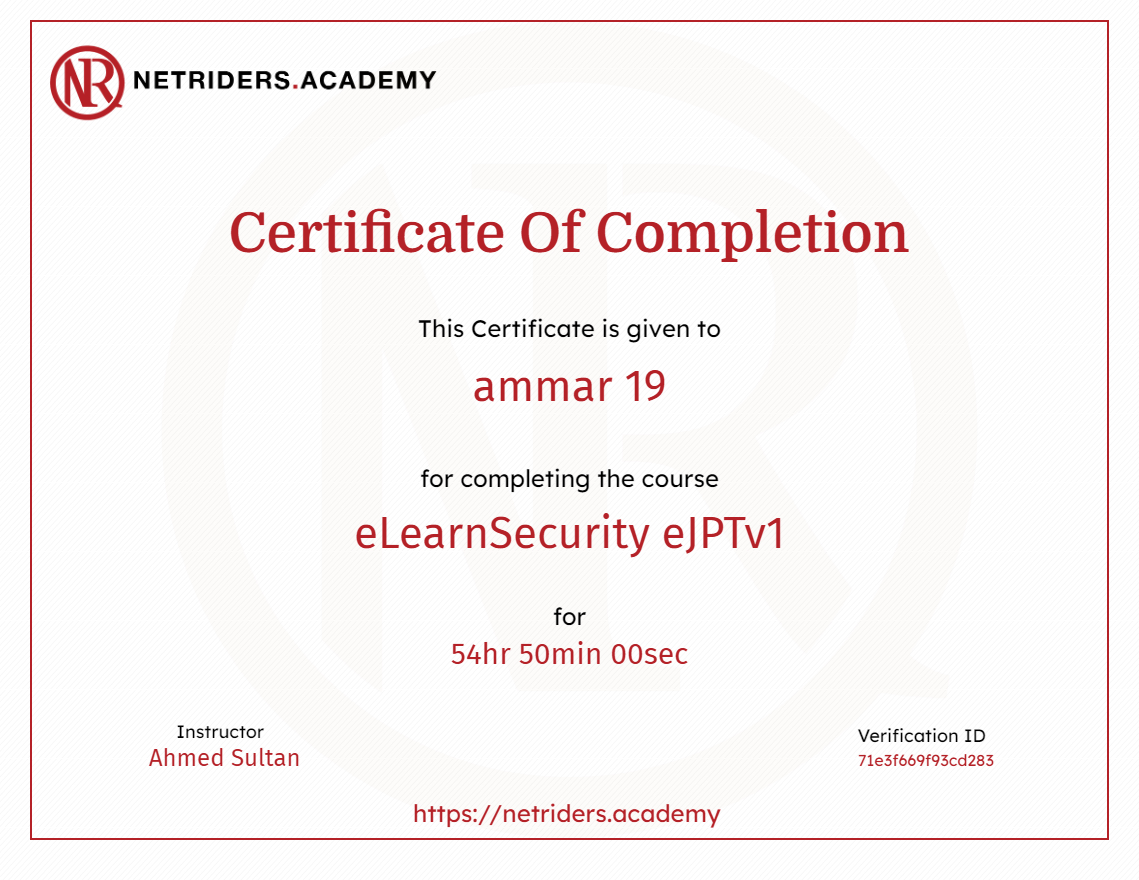 NR NETRIDERS.ACADEMY
Certificate Of Completion
This Certificate is given to
ammar 19
for completing the course
eLearnSecurity eJPTv1
for
54hr 50min 00sec
Instructor
Ahmed Sultan
Verification ID
71e3f669f93cd283
https://netriders.academy